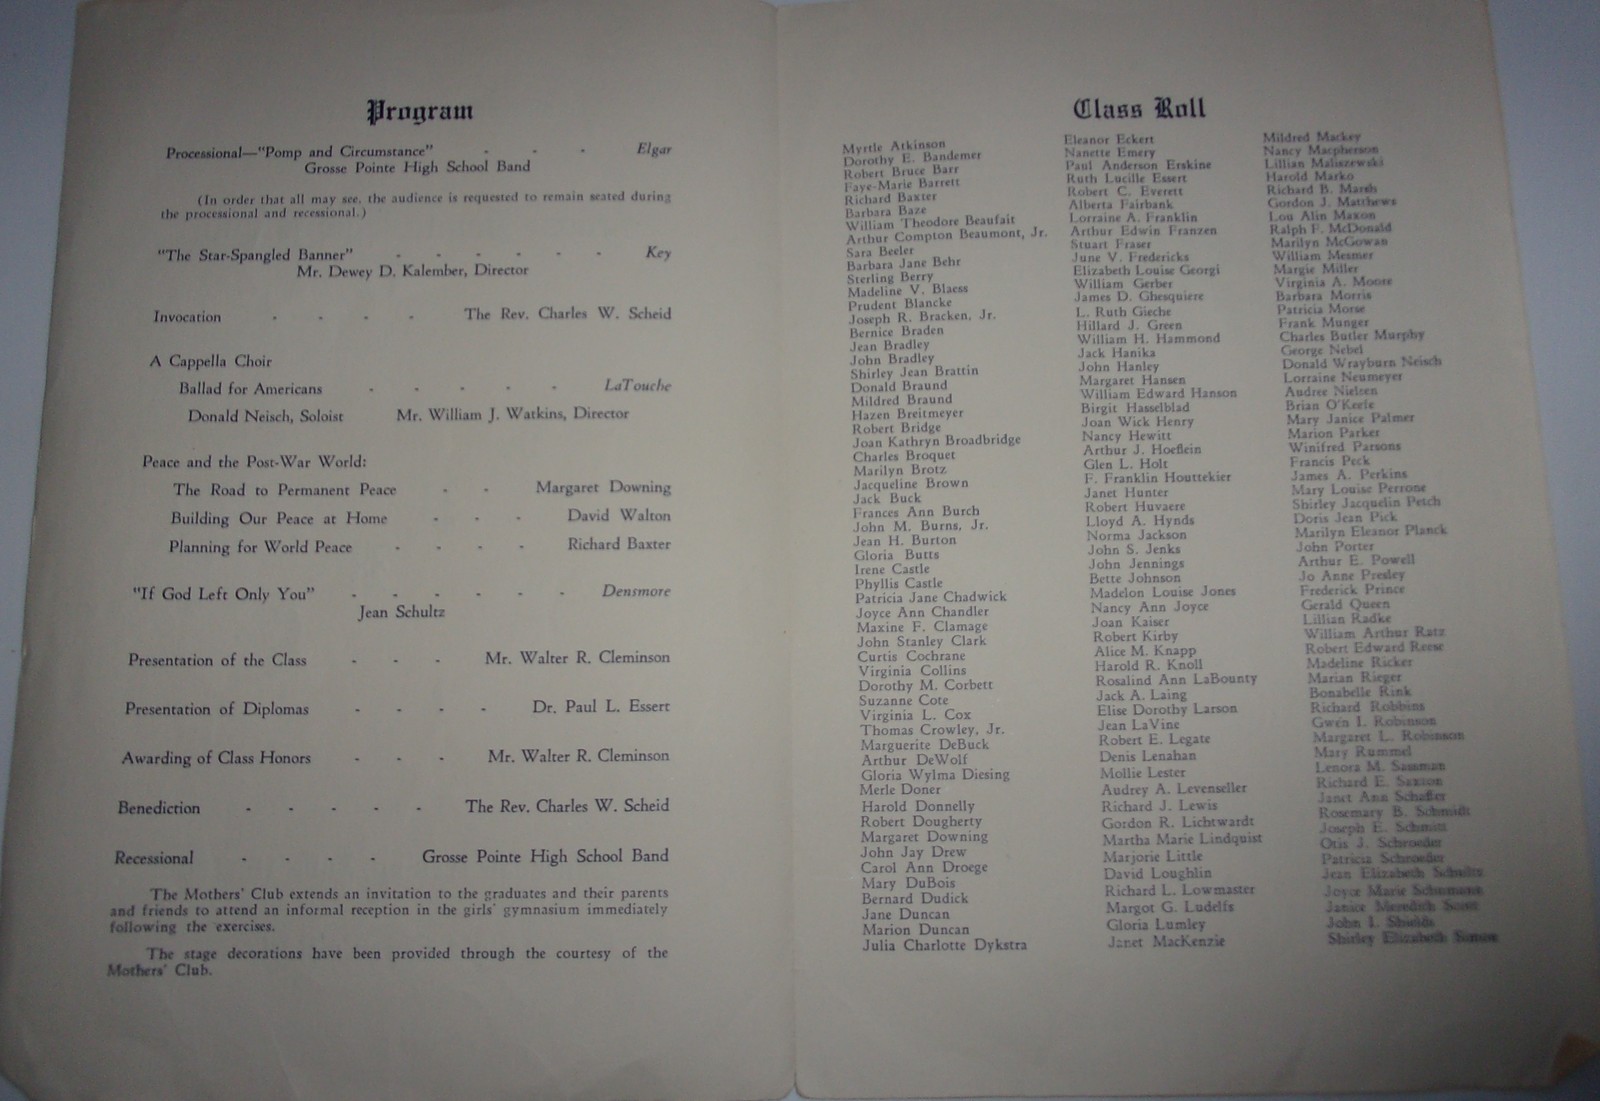 Program
Processional—"Pomp and Circumstance" - - - Elgar
Grosse Pointe High School Band
(In order that all may see, the audience is requested to remain seated during
the processional and recessional.)
"The Star-Spangled Banner" - - - - - - Key
Mr. Dewey D. Kalember, Director
Invocation - - - - The Rev. Charles W. Scheid
A Cappella Choir
Ballad for Americans - - - - - LaTouche
Donald Neisch, Soloist Mr. William J. Watkins, Director
Peace and the Post-War World:
The Road to Permanent Peace - - Margaret Downing
Building Our Peace at Home - - - David Walton
Planning for World Peace - - - - Richard Baxter
"If God Left Only You" - - - - - - Densmore
Jean Schultz
Presentation of the Class - - - Mr. Walter R. Cleminson
Presentation of Diplomas - - - - Dr. Paul L. Essert
Awarding of Class Honors - - - Mr. Walter R. Cleminson
Benediction - - - - - The Rev. Charles W. Scheid
Recessional - - - - Grosse Pointe High School Band
The Mothers' Club extends an invitation to the graduates and their parents
and friends to attend an informal reception in the girls' gymnasium immediately
following the exercises.
The stage decorations have been provided through the courtesy of the
Mothers' Club.
Class Roll
Myrtle Atkinson
Dorothy E. Bandemer
Robert Bruce Barr
Faye-Marie Barrett
Richard Baxter
Barbara Baze
William Theodore Beaufait
Arthur Compton Beaumont, Jr.
Sara Beeler
Barbara Jane Behr
Sterling Berry
Madeline V. Blaess
Prudent Blancke
Joseph R. Bracken, Jr.
Bernice Braden
Jean Bradley
John Bradley
Shirley Jean Brattin
Donald Braund
Mildred Braund
Hazen Breitmeyer
Robert Bridge
Joan Kathryn Broadbridge
Charles Broquet
Marilyn Brotz
Jacqueline Brown
Jack Buck
Frances Ann Burch
John M. Burns, Jr.
Jean H. Burton
Gloria Butts
Irene Castle
Phyllis Castle
Patricia Jane Chadwick
Joyce Ann Chandler
Maxine F. Clamage
John Stanley Clark
Curtis Cochrane
Virginia Collins
Dorothy M. Corbett
Suzanne Cote
Virginia L. Cox
Thomas Crowley, Jr.
Marguerite DeBuck
Arthur DeWolf
Gloria Wylma Diesing
Merle Doner
Harold Donnelly
Robert Dougherty
Margaret Downing
John Jay Drew
Carol Ann Droege
Mary DuBois
Bernard Dudick
Jane Duncan
Marion Duncan
Julia Charlotte Dykstra
Eleanor Eckert
Nanette Emery
Paul Anderson Erskine
Ruth Lucille Essert
Robert C. Everett
Alberta Fairbank
Lorraine A. Franklin
Arthur Edwin Franzen
Stuart Fraser
June V. Fredericks
Elizabeth Louise Georgi
William Gerber
James D. Ghesquiere
L. Ruth Gieche
Hillard J. Green
William H. Hammond
Jack Hanika
John Hanley
Margaret Hansen
William Edward Hanson
Birgit Hasselblad
Joan Wick Henry
Nancy Hewitt
Arthur J. Hoeflein
Glen L. Holt
F. Franklin Houttekier
Janet Hunter
Robert Huvaere
Lloyd A. Hynds
Norma Jackson
John S. Jenks
John Jennings
Bette Johnson
Madelon Louise Jones
Nancy Ann Joyce
Joan Kaiser
Robert Kirby
Alice M. Knapp
Harold R. Knoll
Rosalind Ann LaBounty
Jack A. Laing
Elise Dorothy Larson
Jean LaVine
Robert E. Legate
Denis Lenahan
Mollie Lester
Audrey A. Levenseller
Richard J. Lewis
Gordon R. Lichtwardt
Martha Marie Lindquist
Marjorie Little
David Loughlin
Richard L. Lowmaster
Margot G. Ludelfs
Gloria Lumley
Janet MacKenzie
Mildred Mackey
Nancy Macpherson
Lillian Maliszewski
Harold Marko
Richard B. Marsh
Gordon J. Matthews
Lou Alin Maxon
Ralph F. McDonald
Marilyn McGowan
William Mesmer
Margie Miller
Virginia A. Moore
Barbara Morris
Patricia Morse
Frank Munger
Charles Butler Murphy
George Nebel
Donald Wrayburn Neisch
Lorraine Neumeyer
Audree Nielsen
Brian O'Keefe
Mary Janice Palmer
Marion Parker
Winifred Parsons
Francis Peck
James A. Perkins
Mary Louise Perrone
Shirley Jacquelin Petch
Doris Jean Pick
Marilyn Eleanor Planck
John Porter
Arthur E. Powell
Jo Anne Presley
Frederick Prince
Gerald Queen
Lillian Radke
William Arthur Ratz
Robert Edward Reese
Madeline Ricker
Marian Rieger
Bonabelle Rink
Richard Robbins
Gwen I. Robinson
Margaret L. Robinson
Mary Rummel
Lenora M. Sassman
Richard E. Saxton
Janet Ann Schafer
Rosemary B. Schmidt
Joseph E. Schmitt
Otis J. Schroeder
Patricia Schroeder
Jean Elizabeth Schultz
Joyce Marie Schumann
Janice Meredith Scott
John I. Shields
Shirley Elizabeth Simon